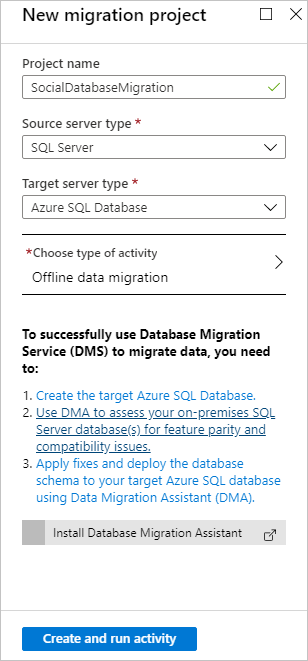 New migration project
Project name
SocialDatabaseMigration
Source server type *
SQL Server
Target server type *
Azure SQL Database
*Choose type of activity
Offline data migration
To successfully use Database Migration
Service (DMS) to migrate data, you need
to:
1. Create the target Azure SQL Database.
2. Use DMA to assess your on-premises SQL
Server database(s) for feature parity and
compatibility issues.
3. Apply fixes and deploy the database
schema to your target Azure SQL database
using Data Migration Assistant (DMA).
Install Database Migration Assistant
Create and run activity